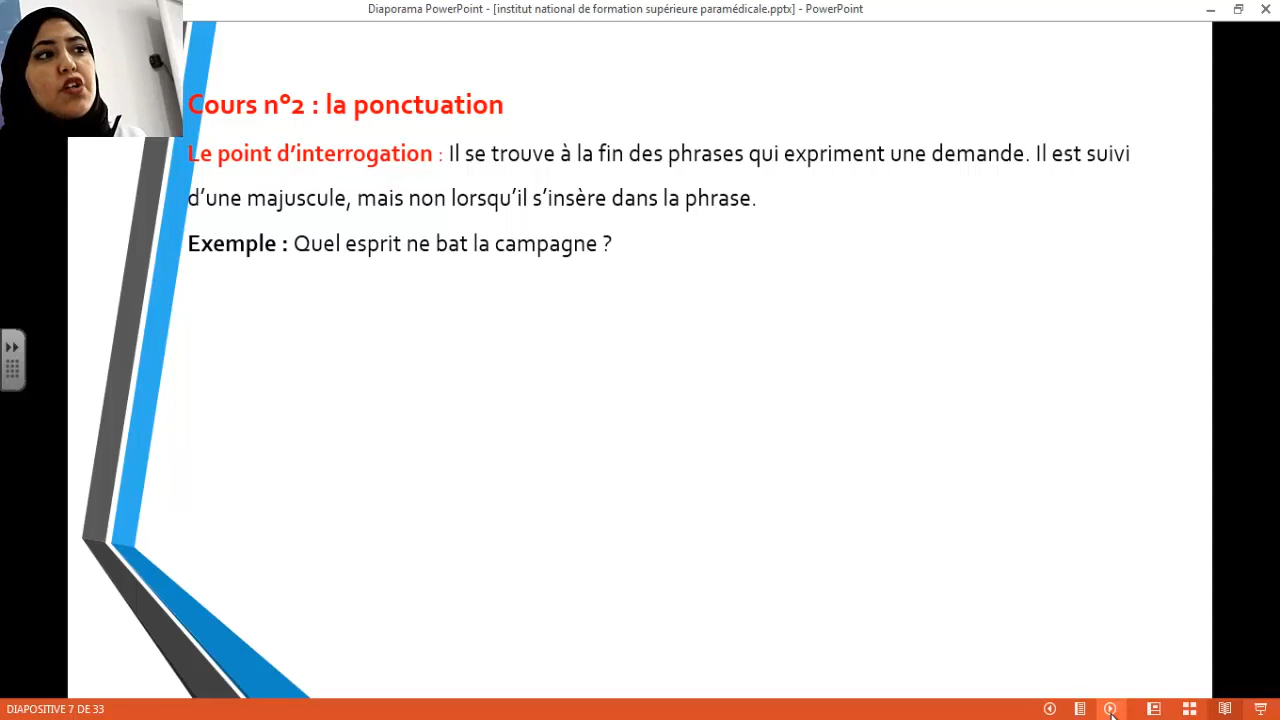 Diaporama PowerPoint - [institut national de formation supérieure paramédicale.pptx] - PowerPoint
Cours n°2 : la ponctuation
Le point d’interrogation : Il se trouve à la fin des phrases qui expriment une demande. Il est suivi
d’une majuscule, mais non lorsqu’il s’insère dans la phrase.
Exemple : Quel esprit ne bat la campagne ?
DIAPOSITIVE 7 DE 33